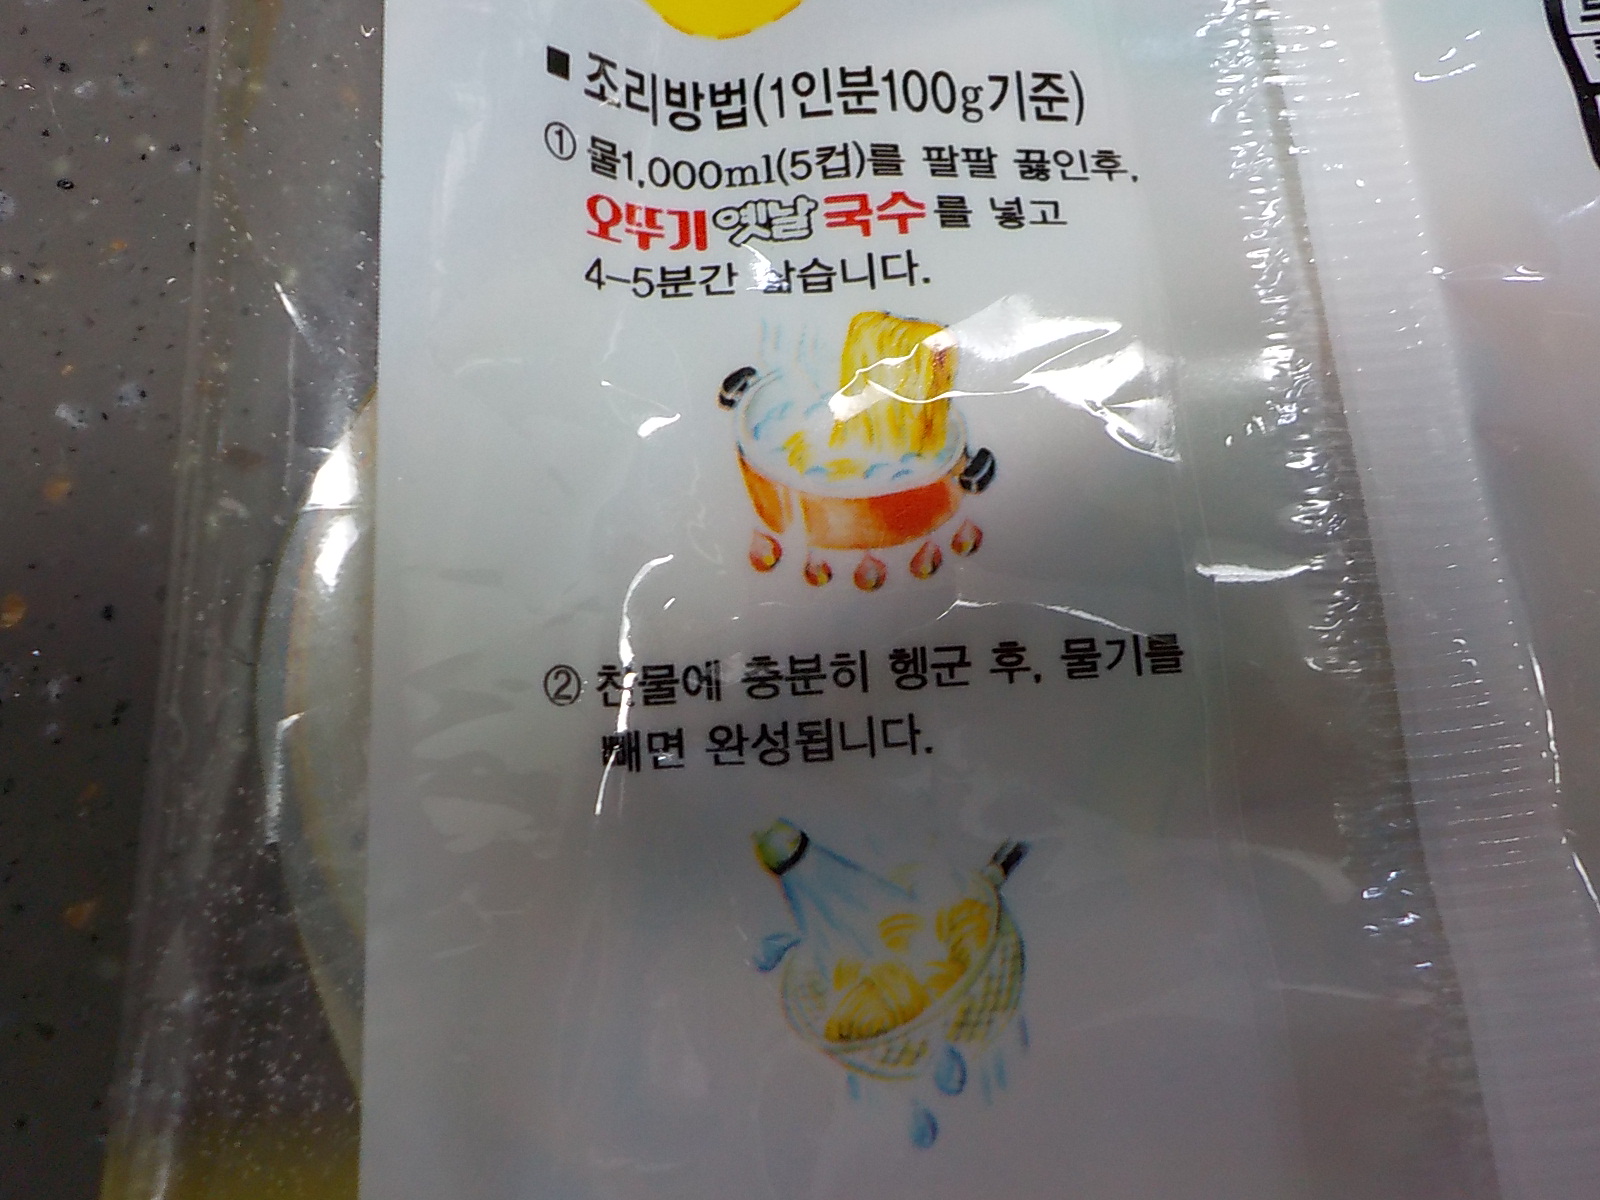 ■ 조리방법(1인분100g기준)
① 물1,000ml(5컵)를 팔팔 끓인후,
오뚜기 옛날 국수를 넣고
4-5분간 삶습니다.
② 찬물에 충분히 헹군 후, 물기를
빼면 완성됩니다.